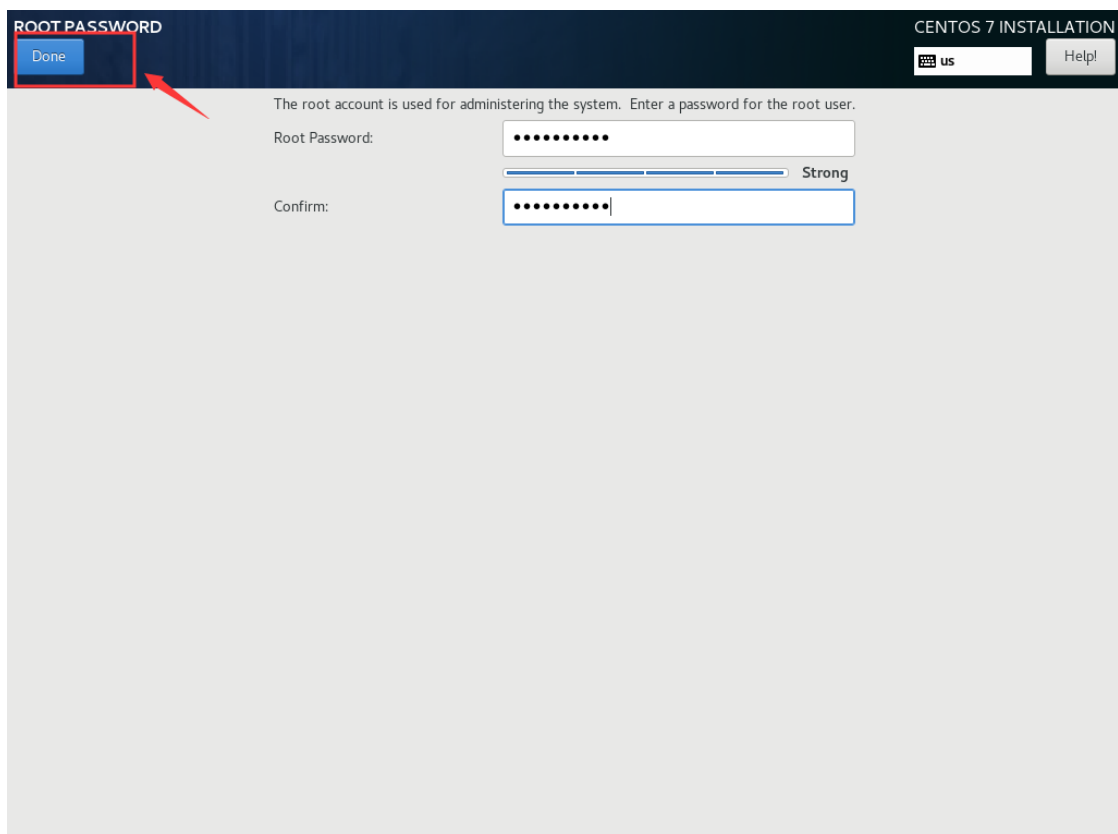 ROOT PASSWORD
CENTOS 7 INSTALLATION
Done
us
Help!
The root account is used for administering the system.  Enter a password for the root user.
Root Password:
••••••••••
Strong
Confirm:
••••••••••